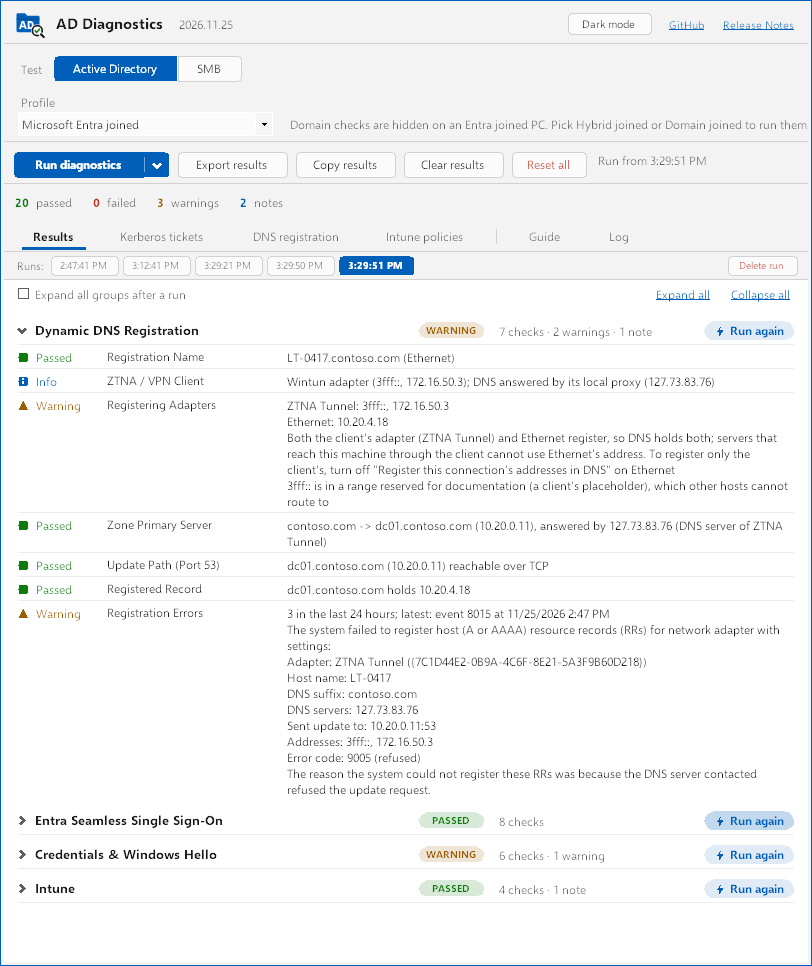 AD Diagnostics 2026.11.25 Dark mode GitHub Release Notes
Test Active Directory SMB
Profile
Microsoft Entra joined Domain checks are hidden on an Entra joined PC. Pick Hybrid joined or Domain joined to run them
Run diagnostics Export results Copy results Clear results Reset all Run from 3:29:51 PM
20 passed 0 failed 3 warnings 2 notes
Results Kerberos tickets DNS registration Intune policies Guide Log
Runs: 2:47:41 PM 3:12:41 PM 3:29:21 PM 3:29:50 PM 3:29:51 PM Delete run
Expand all groups after a run Expand all Collapse all
Dynamic DNS Registration WARNING 7 checks · 2 warnings · 1 note Run again
Passed Registration Name LT-0417.contoso.com (Ethernet)
Info ZTNA / VPN Client Wintun adapter (3fff::, 172.16.50.3); DNS answered by its local proxy (127.73.83.76)
Warning Registering Adapters ZTNA Tunnel: 3fff::, 172.16.50.3
Ethernet: 10.20.4.18
Both the client's adapter (ZTNA Tunnel) and Ethernet register, so DNS holds both; servers that
reach this machine through the client cannot use Ethernet's address. To register only the
client's, turn off "Register this connection's addresses in DNS" on Ethernet
3fff:: is in a range reserved for documentation (a client's placeholder), which other hosts cannot
route to
Passed Zone Primary Server contoso.com -> dc01.contoso.com (10.20.0.11), answered by 127.73.83.76 (DNS server of ZTNA
Tunnel)
Passed Update Path (Port 53) dc01.contoso.com (10.20.0.11) reachable over TCP
Passed Registered Record dc01.contoso.com holds 10.20.4.18
Warning Registration Errors 3 in the last 24 hours; latest: event 8015 at 11/25/2026 2:47 PM
The system failed to register host (A or AAAA) resource records (RRs) for network adapter with
settings:
Adapter: ZTNA Tunnel ({7C1D44E2-0B9A-4C6F-8E21-5A3F9B60D218})
Host name: LT-0417
DNS suffix: contoso.com
DNS servers: 127.73.83.76
Sent update to: 10.20.0.11:53
Addresses: 3fff::, 172.16.50.3
Error code: 9005 (refused)
The reason the system could not register these RRs was because the DNS server contacted
refused the update request.
Entra Seamless Single Sign-On PASSED 8 checks Run again
Credentials & Windows Hello WARNING 6 checks · 1 warning Run again
Intune PASSED 4 checks · 1 note Run again